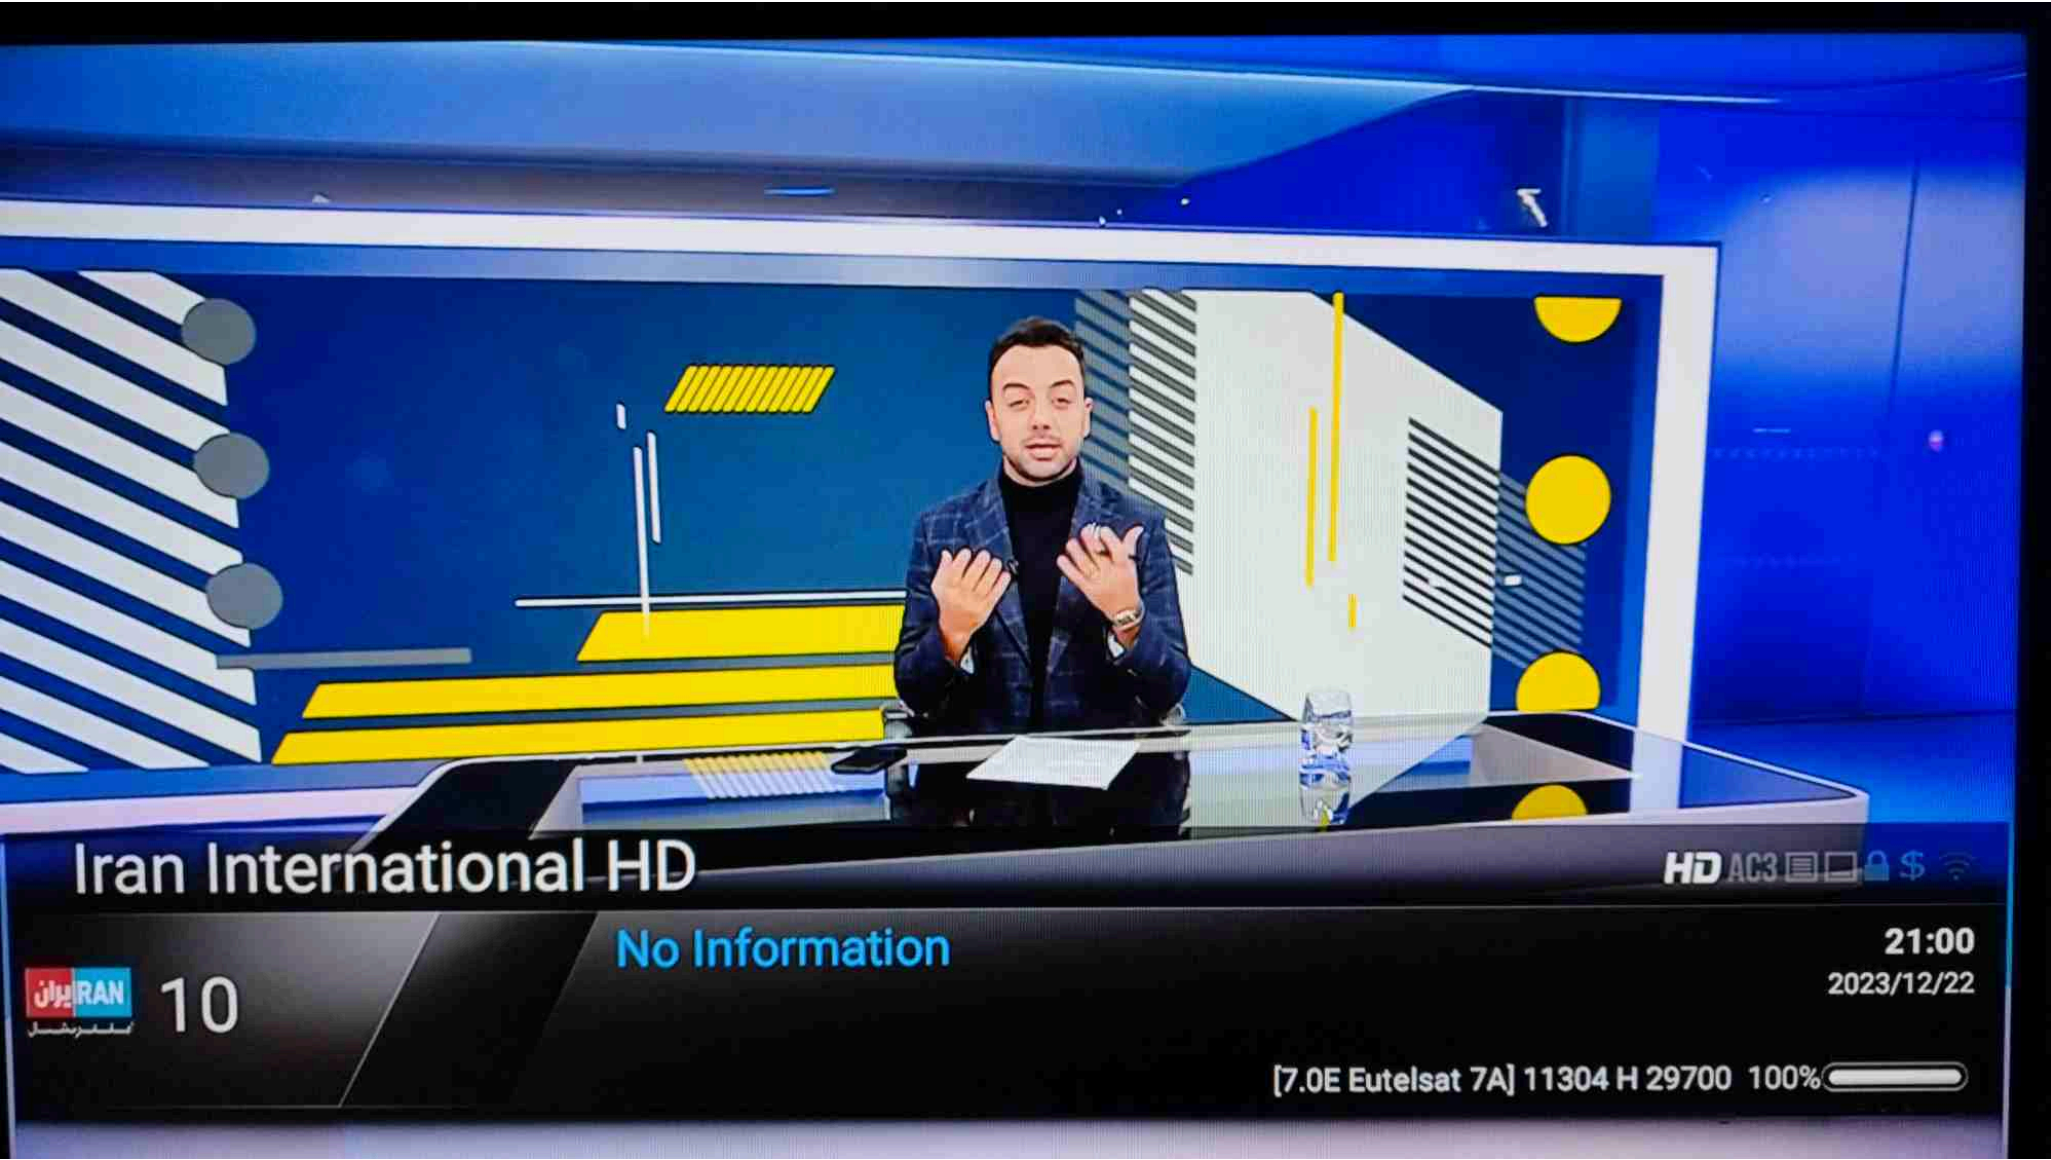 Iran International HD
HD AC3 $
No Information
21:00
ایران IRAN
اینترنشنال
10
2023/12/22
[7.0E Eutelsat 7A] 11304 H 29700 100%